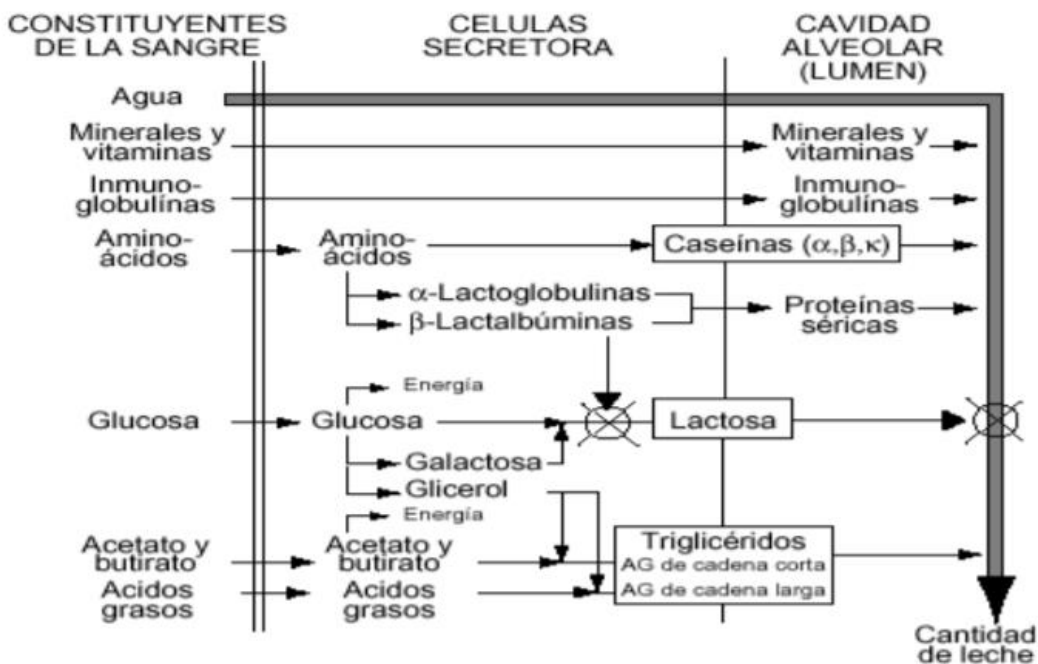 CONSTITUYENTES
DE LA SANGRE
CELULAS
SECRETORA
CAVIDAD
ALVEOLAR
(LUMEN)
Agua
Minerales y
vitaminas
Minerales y
vitaminas
Inmuno-
globulínas
Inmuno-
globulínas
Amino-
ácidos
Amino-
ácidos
Caseínas (α,β,κ)
α-Lactoglobulinas
β-Lactalbúminas
Proteínas
séricas
Energía
Glucosa
Glucosa
Lactosa
Galactosa
Glicerol
Energía
Acetato y
butirato
Acetato y
butirato
Triglicéridos
AG de cadena corta
AG de cadena larga
Acidos
grasos
Acidos
grasos
Cantidad
de leche